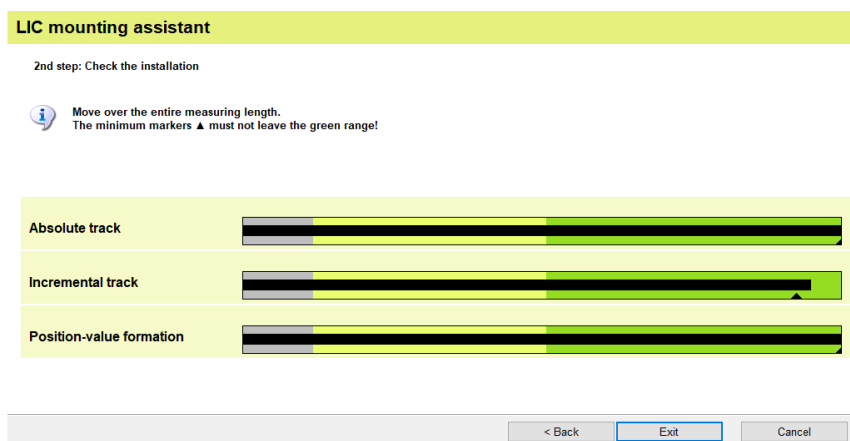 LIC mounting assistant
2nd step: Check the installation
Move over the entire measuring length.
The minimum markers ▲ must not leave the green range!
Absolute track
Incremental track
Position-value formation
< Back
Exit
Cancel